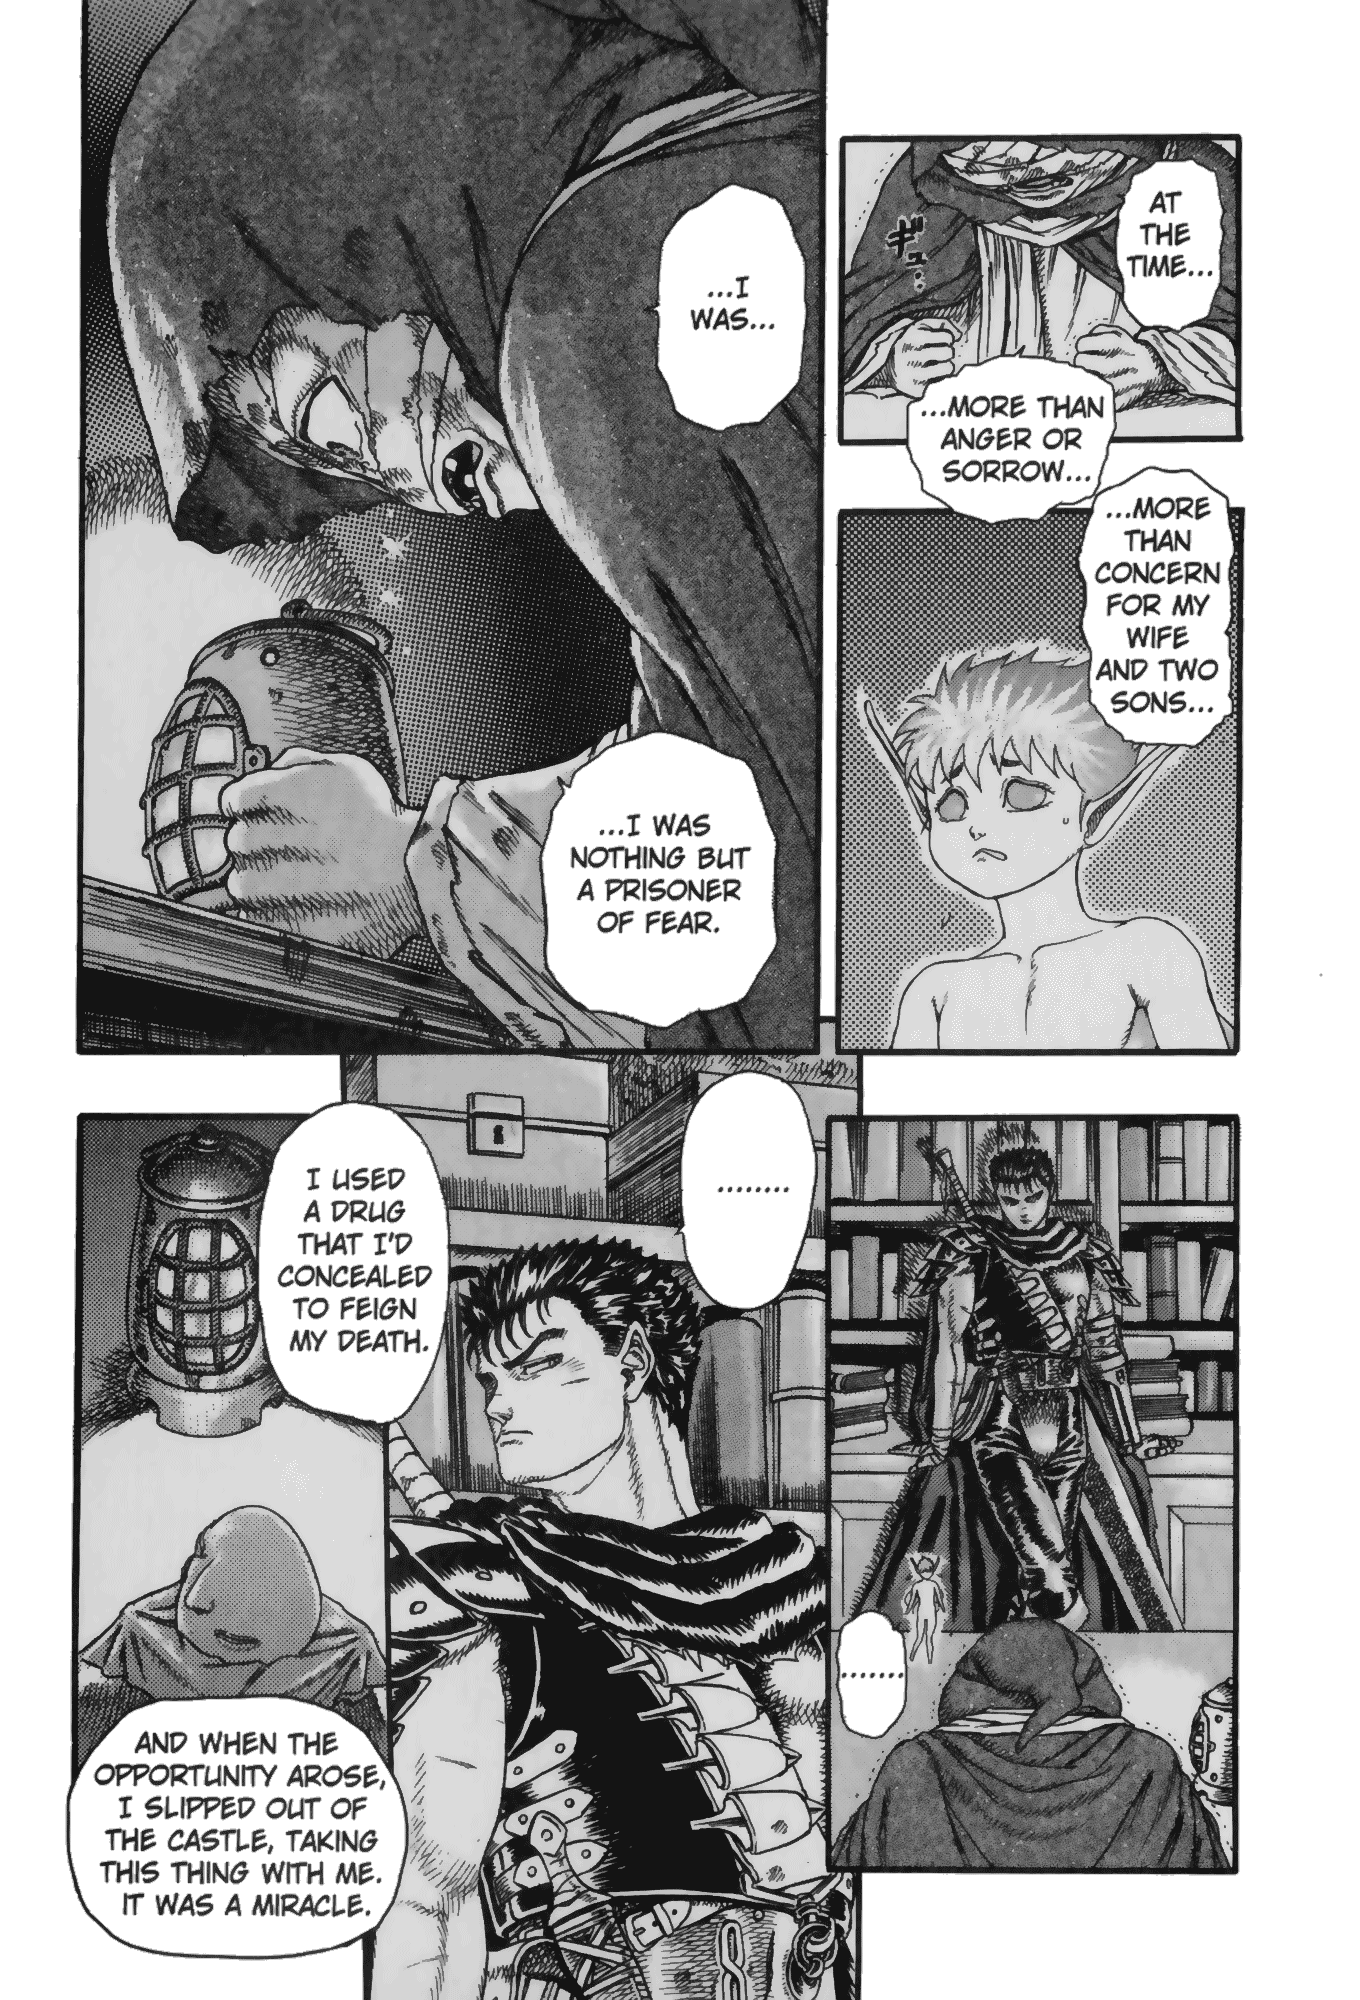 AT
THE
TIME...
ギュ
...MORE THAN
ANGER OR
SORROW...
...MORE
THAN
CONCERN
FOR MY
WIFE
AND TWO
SONS...
...I
WAS...
...I WAS
NOTHING BUT
A PRISONER
OF FEAR.
........
.......
I USED
A DRUG
THAT I'D
CONCEALED
TO FEIGN
MY DEATH.
AND WHEN THE
OPPORTUNITY AROSE,
I SLIPPED OUT OF
THE CASTLE, TAKING
THIS THING WITH ME.
IT WAS A MIRACLE.